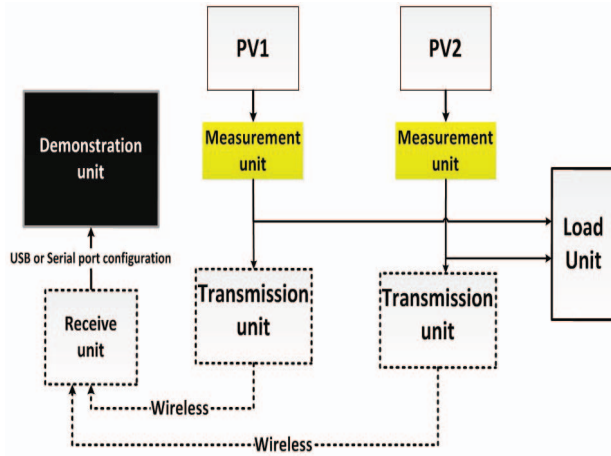 PV1
PV2
Measurement
unit
Measurement
unit
Demonstration
unit
Load
Unit
USB or Serial port configuration
Transmission
unit
Transmission
unit
Receive
unit
Wireless
Wireless